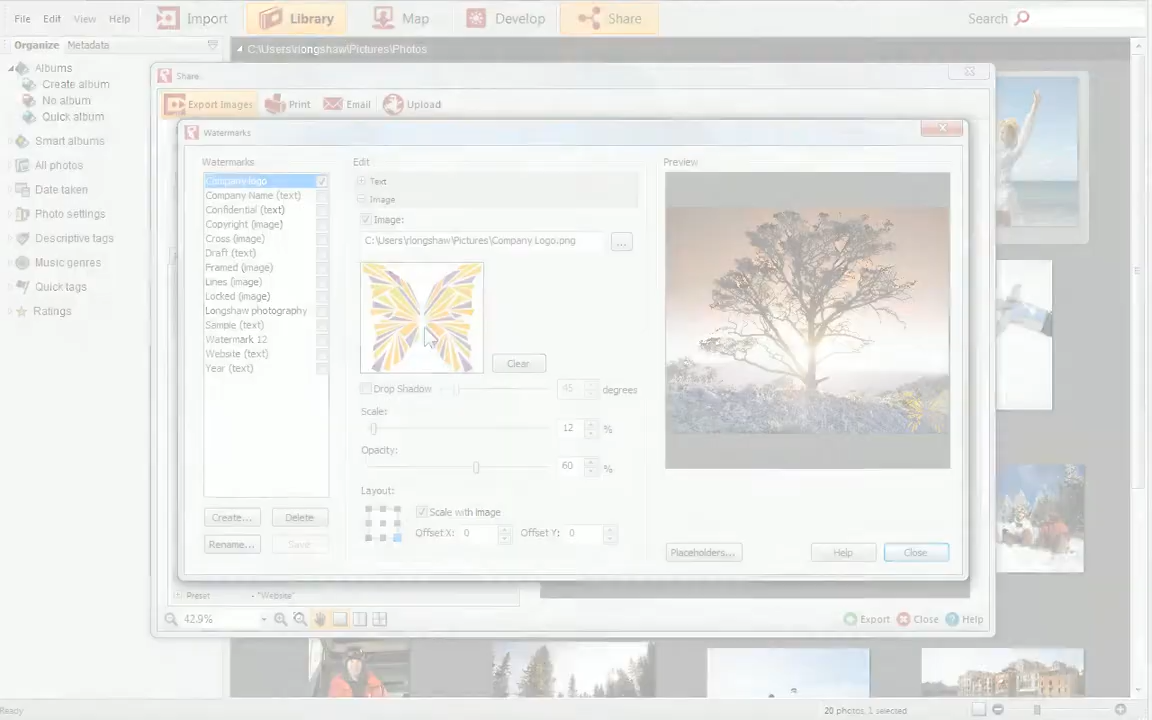 File Edit View Help Import Library Map Develop Share Search
Organize Metadata
C:\Users\rlongshaw\Pictures\Photos
Albums
Create album
No album
Quick album
Smart albums
All photos
Date taken
Photo settings
Descriptive tags
Music genres
Quick tags
Ratings
Share
Export Images Print Email Upload
Watermarks
Watermarks
Company logo
Company Name (text)
Confidential (text)
Copyright (image)
Cross (image)
Draft (text)
Framed (image)
Lines (image)
Locked (image)
Longshaw photography
Sample (text)
Watermark 12
Website (text)
Year (text)
Create... Delete
Rename... Save
Edit
Text
Image
Image:
C:\Users\rlongshaw\Pictures\Company Logo.png ...
Clear
Drop Shadow 45 degrees
Scale:
12 %
Opacity:
60 %
Layout:
Scale with image
Offset X: 0 Offset Y: 0
Preview
Placeholders... Help Close
Preset - "Website"
42.9% Export Close Help
Ready 20 photos, 1 selected